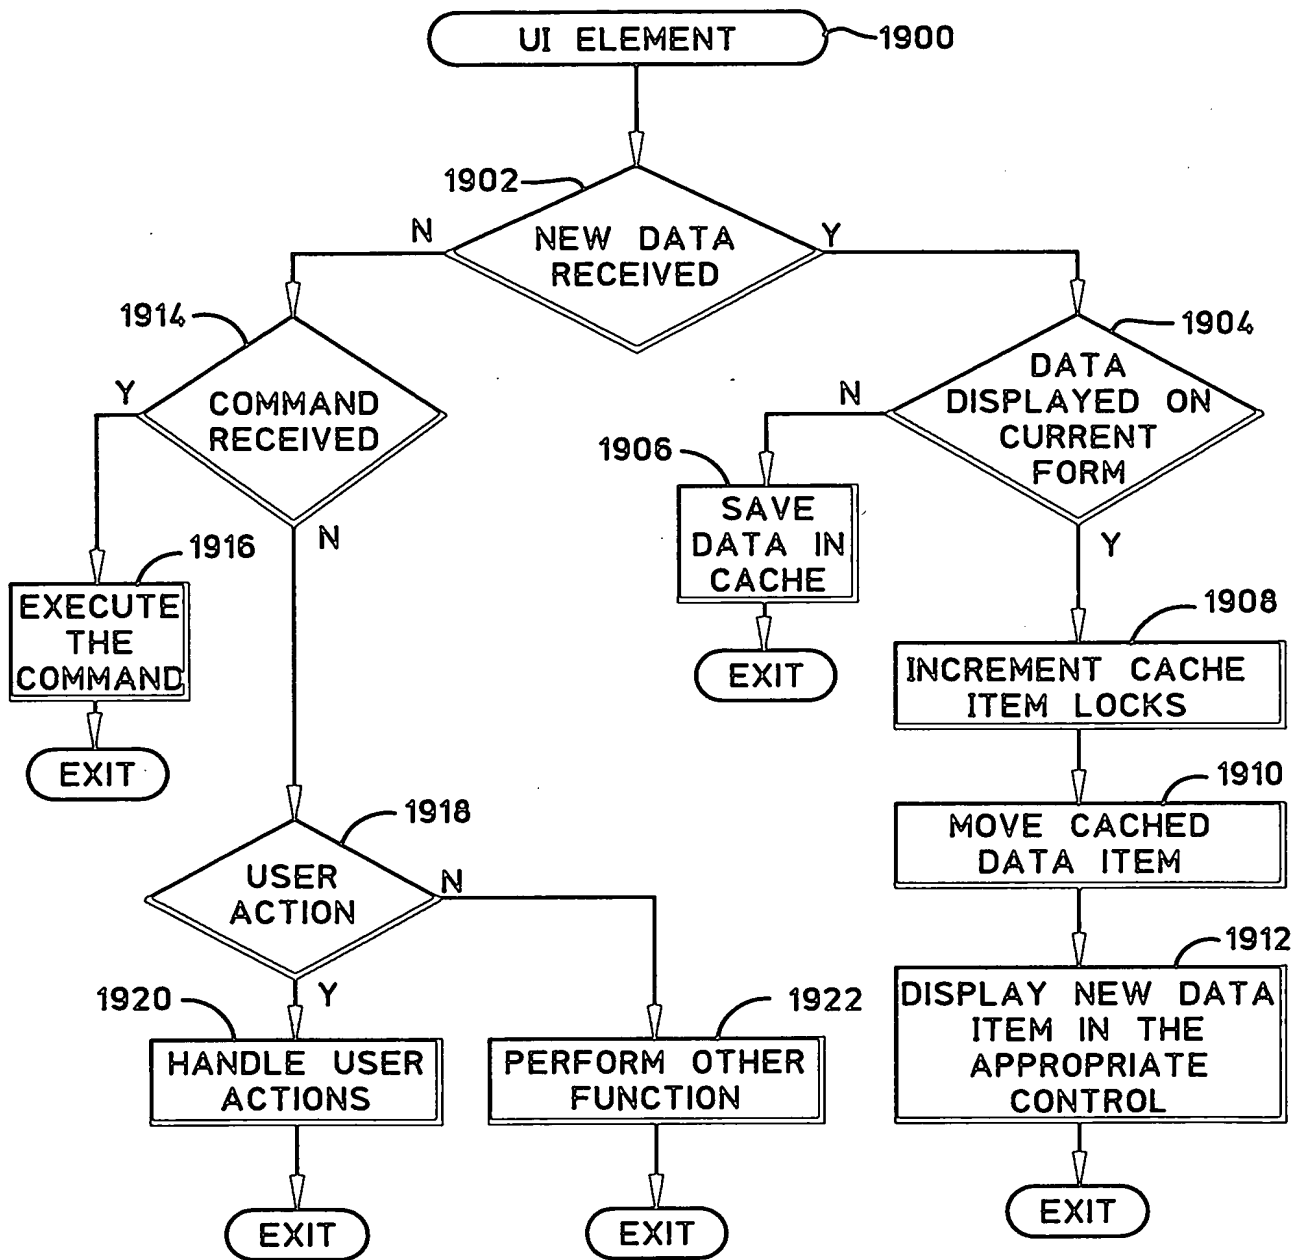 UI ELEMENT
1900
1902
N
NEW DATA
RECEIVED
Y
1914
Y
COMMAND
RECEIVED
N
1904
DATA
DISPLAYED ON
CURRENT
FORM
N
Y
1906
SAVE
DATA IN
CACHE
EXIT
1916
EXECUTE
THE
COMMAND
EXIT
1908
INCREMENT CACHE
ITEM LOCKS
1910
MOVE CACHED
DATA ITEM
1918
USER
ACTION
N
Y
1912
DISPLAY NEW DATA
ITEM IN THE
APPROPRIATE
CONTROL
EXIT
1920
HANDLE USER
ACTIONS
EXIT
1922
PERFORM OTHER
FUNCTION
EXIT